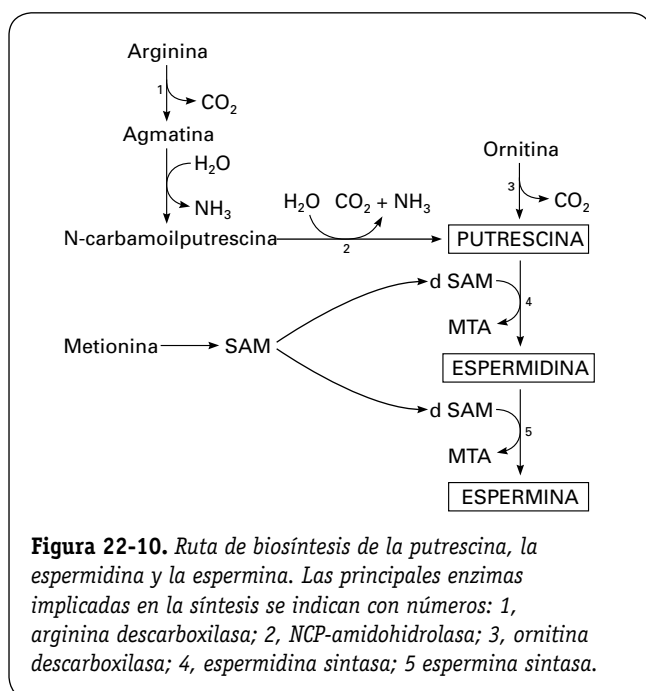 Arginina
1
CO₂
Agmatina
H₂O
NH₃
Ornitina
3
CO₂
H₂O CO₂ + NH₃
N-carbamoilputrescina
2
PUTRESCINA
d SAM
4
MTA
Metionina
SAM
ESPERMIDINA
d SAM
5
MTA
ESPERMINA
Figura 22-10. Ruta de biosíntesis de la putrescina, la
espermidina y la espermina. Las principales enzimas
implicadas en la síntesis se indican con números: 1,
arginina descarboxilasa; 2, NCP-amidohidrolasa; 3, ornitina
descarboxilasa; 4, espermidina sintasa; 5 espermina sintasa.